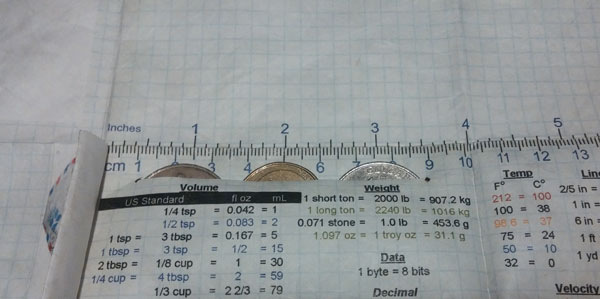 Inches 1 2 3 4 5 6
cm 1 3 4 6 7 9 10 11 12 13
Volume
US Standard fl oz mL
1/4 tsp = 0.042 = 1
1/2 tsp = 0.083 = 2
1 tsp = 3 tbsp = 0.167 = 5
1 tbsp = 3 tsp = 1/2 = 15
2 tbsp = 1/8 cup = 1 = 30
1/4 cup = 4 tbsp = 2 = 59
1/3 cup = 2 2/3 = 79
Weight
1 short ton = 2000 lb = 907.2 kg
1 long ton = 2240 lb = 1016 kg
0.071 stone = 1.0 lb = 453.6 g
1.097 oz = 1 troy oz = 31.1 g
Data
1 byte = 8 bits
Decimal
Temp
F° C°
212 = 100
100 = 38
98.6 = 37
75 = 24
50 = 10
32 = 0
Line
2/5 in =
1 in =
6 in =
1 ft =
1 yd
Velocity